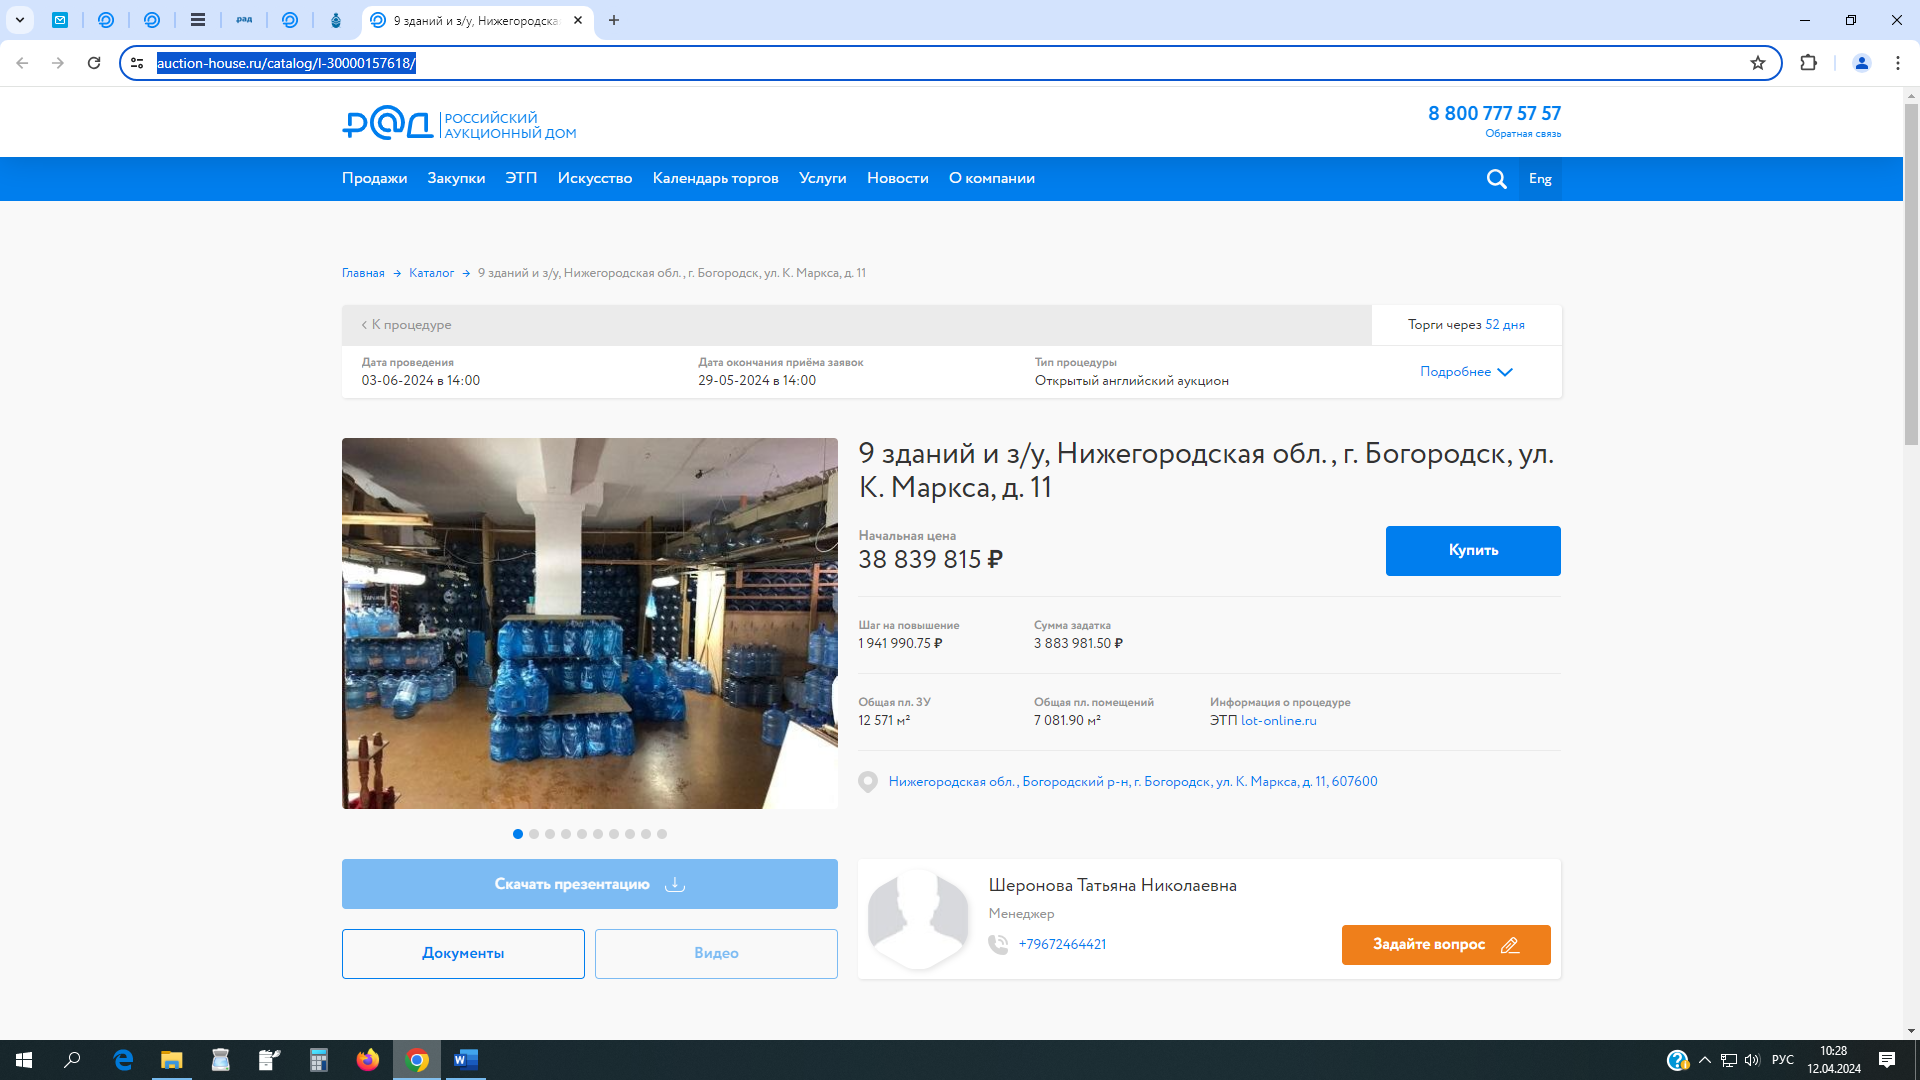 рад
9 зданий и з/у, Нижегородска
auction-house.ru/catalog/l-30000157618/
РАД РОССИЙСКИЙ
АУКЦИОННЫЙ ДОМ
8 800 777 57 57
Обратная связь
Продажи Закупки ЭТП Искусство Календарь торгов Услуги Новости О компании Eng
Главная → Каталог → 9 зданий и з/у, Нижегородская обл., г. Богородск, ул. К. Маркса, д. 11
К процедуре
Торги через 52 дня
Дата проведения Дата окончания приёма заявок Тип процедуры
03-06-2024 в 14:00 29-05-2024 в 14:00 Открытый английский аукцион
Подробнее
9 зданий и з/у, Нижегородская обл., г. Богородск, ул.
К. Маркса, д. 11
Начальная цена
38 839 815 ₽
Купить
Шаг на повышение Сумма задатка
1 941 990.75 ₽ 3 883 981.50 ₽
Общая пл. ЗУ Общая пл. помещений Информация о процедуре
12 571 м² 7 081.90 м² ЭТП lot-online.ru
Нижегородская обл., Богородский р-н, г. Богородск, ул. К. Маркса, д. 11, 607600
Скачать презентацию
Документы Видео
Шеронова Татьяна Николаевна
Менеджер
+79672464421
Задайте вопрос
РУС
10:28
12.04.2024